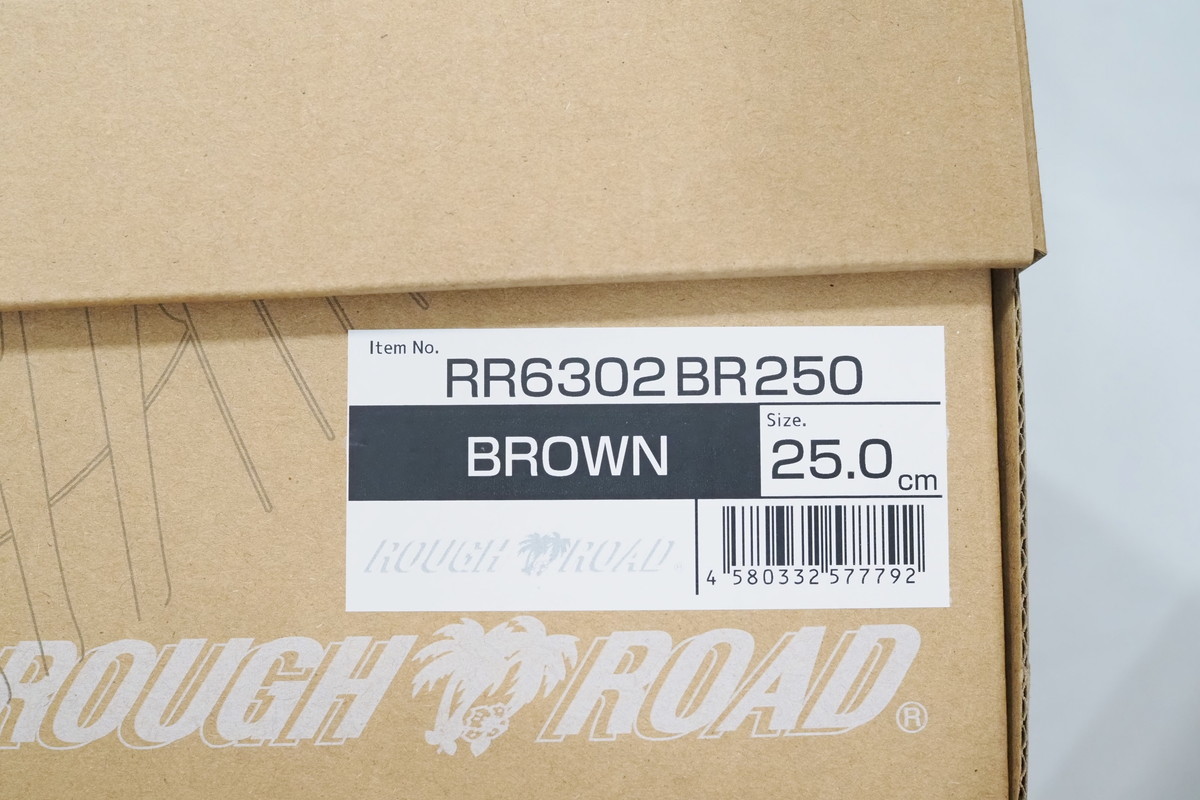 Item No.
RR6302BR250
BROWN
Size.
25.0cm
ROUGH ROAD
4 580332 577792
ROUGH ROAD®